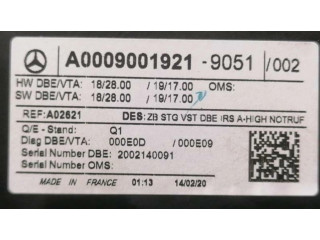 A0009001921 - 9051 /002
HW DBE/VTA: 18/28.00 / 19/17.00 OMS:
SW DBE/VTA: 18/28.00 / 19/17.00
REF: A02621 DES: ZB STG VST DBE IRS A-HIGH NOTRUF
Q/E - Stand: Q1
Diag DBE/VTA: 000E0D / 000E09
Serial Number DBE: 2002140091
Serial Number OMS:
MADE IN FRANCE 01:13 14/02/20